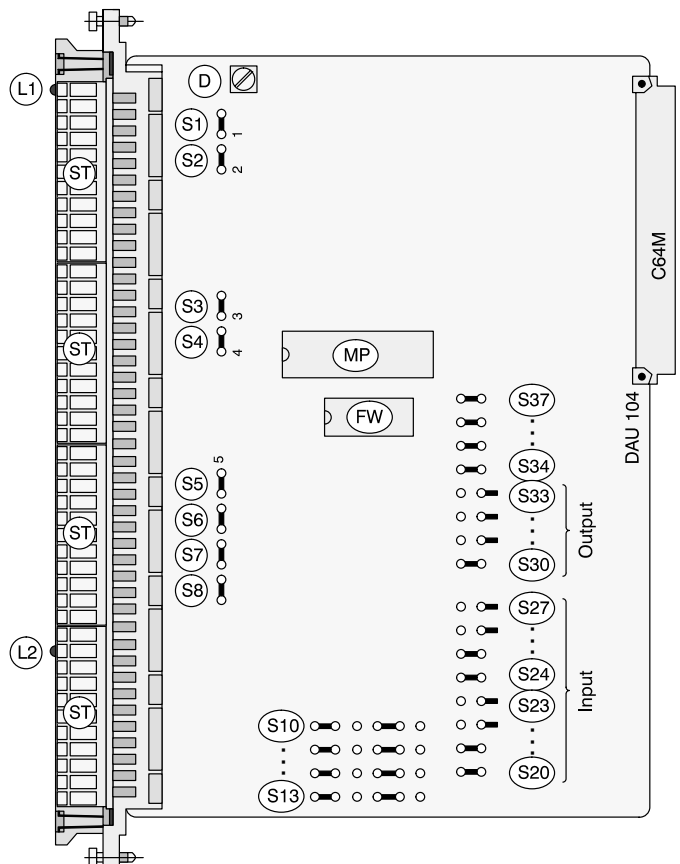 D
L1
S1
1
S2
2
ST
C64M
S3
3
S4
4
ST
MP
FW
S37
DAU 104
S34
5
S5
S33
S6
Output
ST
S7
S30
S8
S27
L2
S24
Input
S23
ST
S10
S20
S13